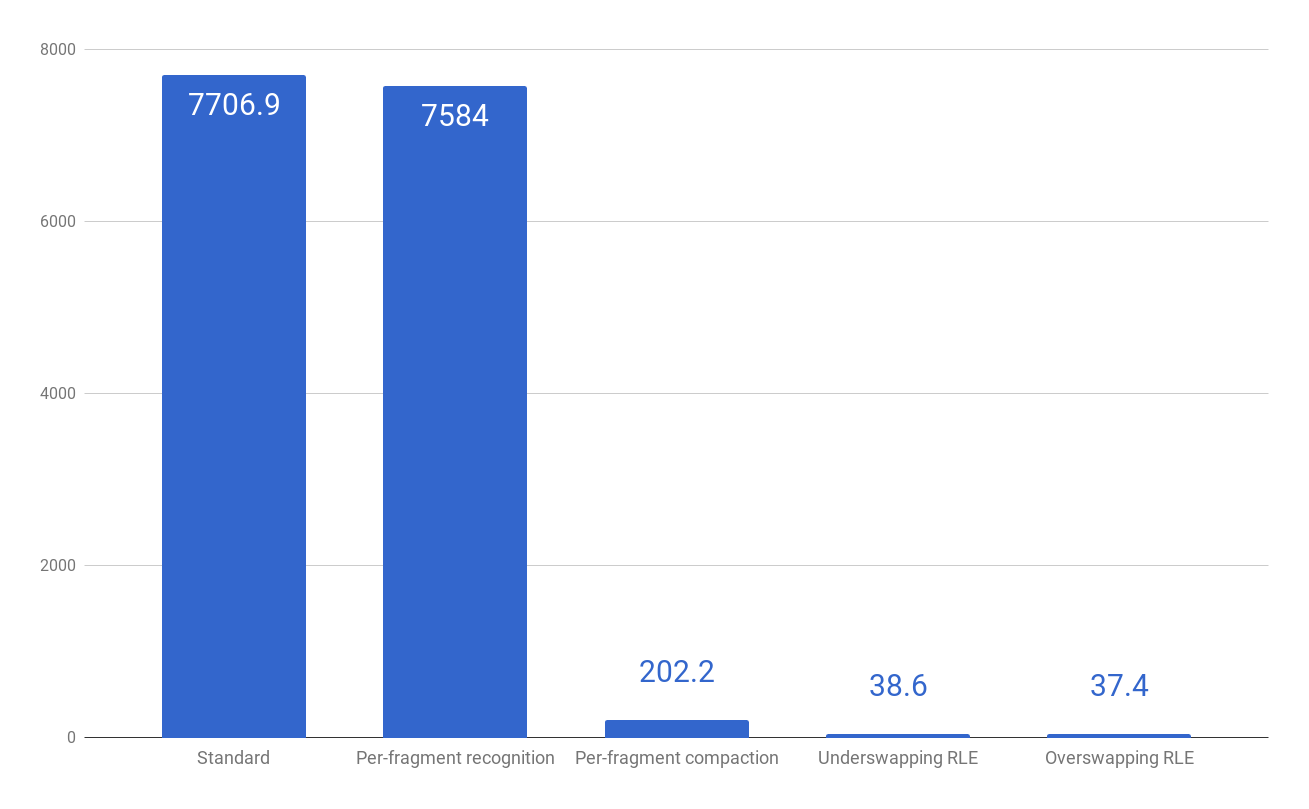 8000
7706.9
7584
6000
4000
2000
202.2
38.6
37.4
0
Standard
Per-fragment recognition
Per-fragment compaction
Underswapping RLE
Overswapping RLE